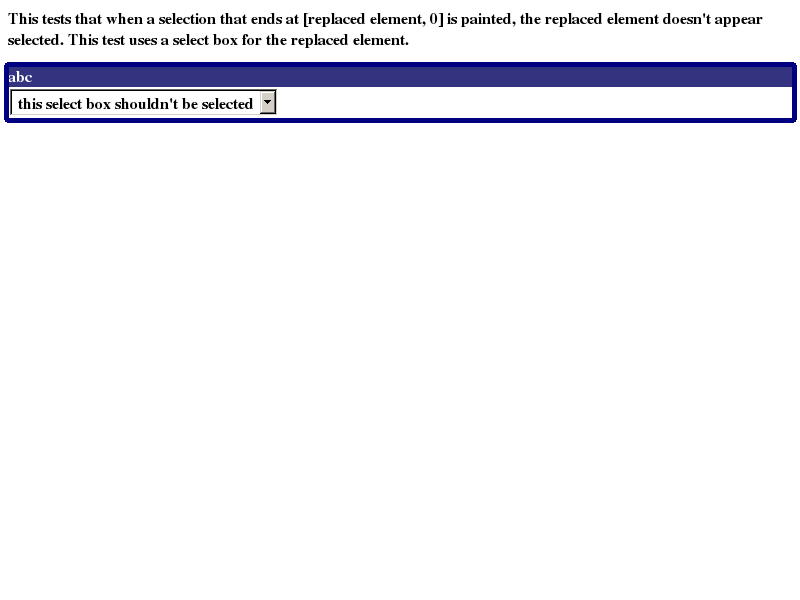 This tests that when a selection that ends at [replaced element, 0] is painted, the replaced element doesn't appear
selected. This test uses a select box for the replaced element.
abc
this select box shouldn't be selected